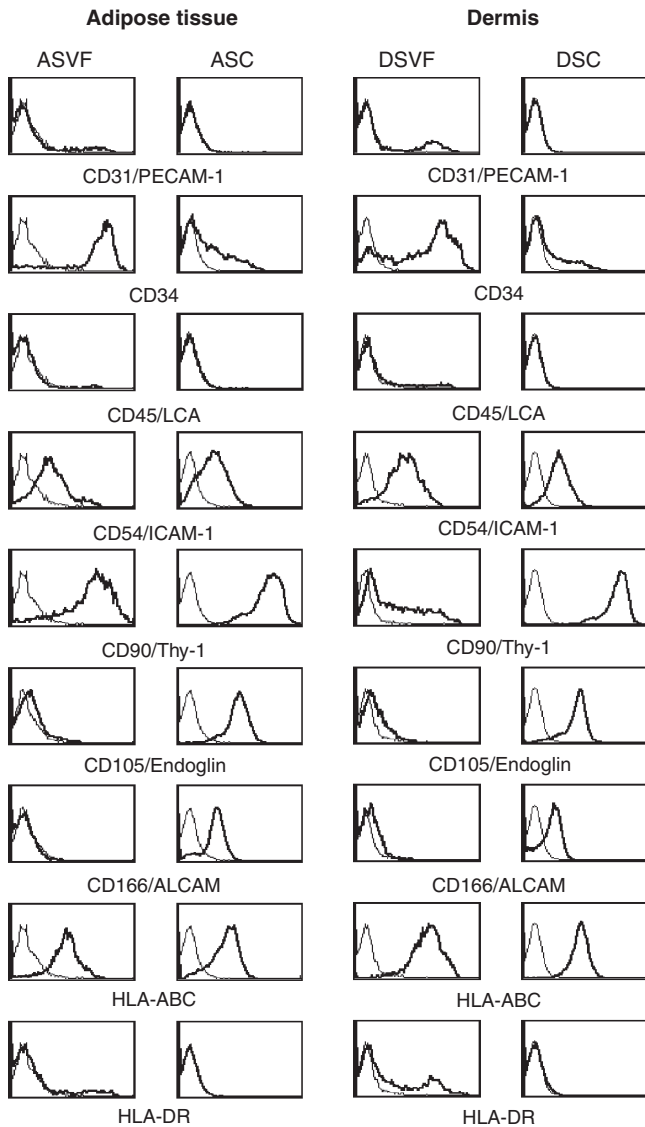 Adipose tissue Dermis
ASVF ASC DSVF DSC
CD31/PECAM-1 CD31/PECAM-1
CD34 CD34
CD45/LCA CD45/LCA
CD54/ICAM-1 CD54/ICAM-1
CD90/Thy-1 CD90/Thy-1
CD105/Endoglin CD105/Endoglin
CD166/ALCAM CD166/ALCAM
HLA-ABC HLA-ABC
HLA-DR HLA-DR